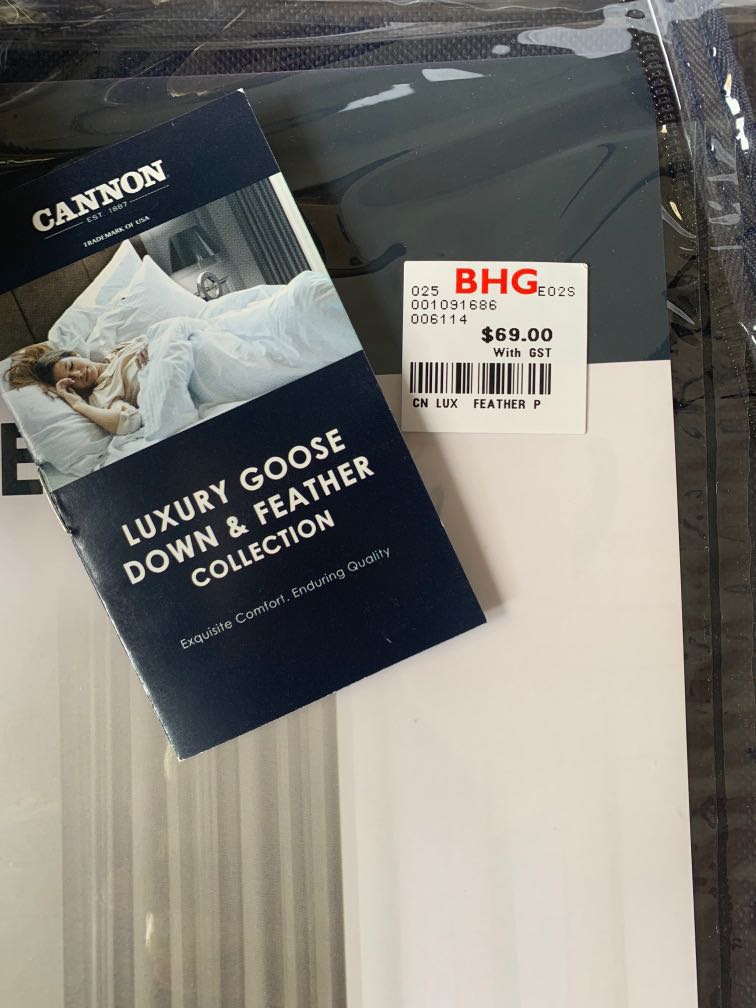 CANNON
EST. 1887
TRADEMARK OF USA
LUXURY GOOSE
DOWN & FEATHER
COLLECTION
Exquisite Comfort. Enduring Quality
025 BHG E02S
001091686
006114
$69.00
With GST
CN LUX FEATHER P
E